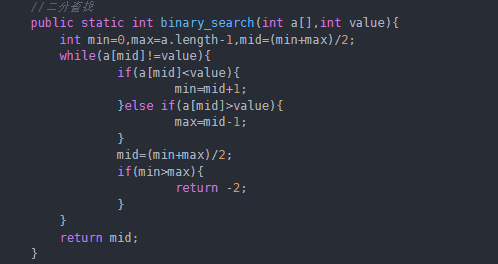 //二分查找
public static int binary_search(int a[],int value){
int min=0,max=a.length-1,mid=(min+max)/2;
while(a[mid]!=value){
if(a[mid]<value){
min=mid+1;
}else if(a[mid]>value){
max=mid-1;
}
mid=(min+max)/2;
if(min>max){
return -2;
}
}
return mid;
}